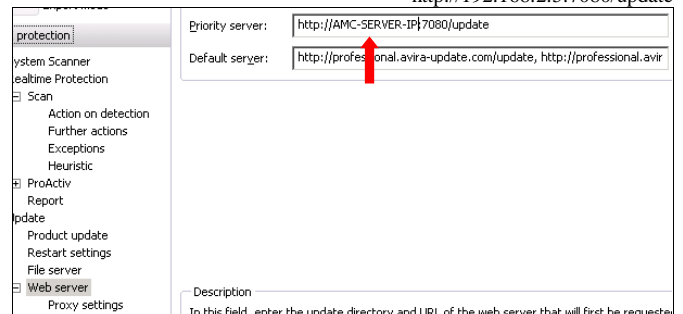 http://192.168.2.3:7080/update
Expert mode
protection
ystem Scanner
ealtime Protection
Scan
Action on detection
Further actions
Exceptions
Heuristic
ProActiv
Report
pdate
Product update
Restart settings
File server
Web server
Proxy settings
Priority server:
http://AMC-SERVER-IP:7080/update
Default server:
http://professional.avira-update.com/update, http://professional.avir
Description
In this field, enter the update directory and URL of the web server that will first be requeste